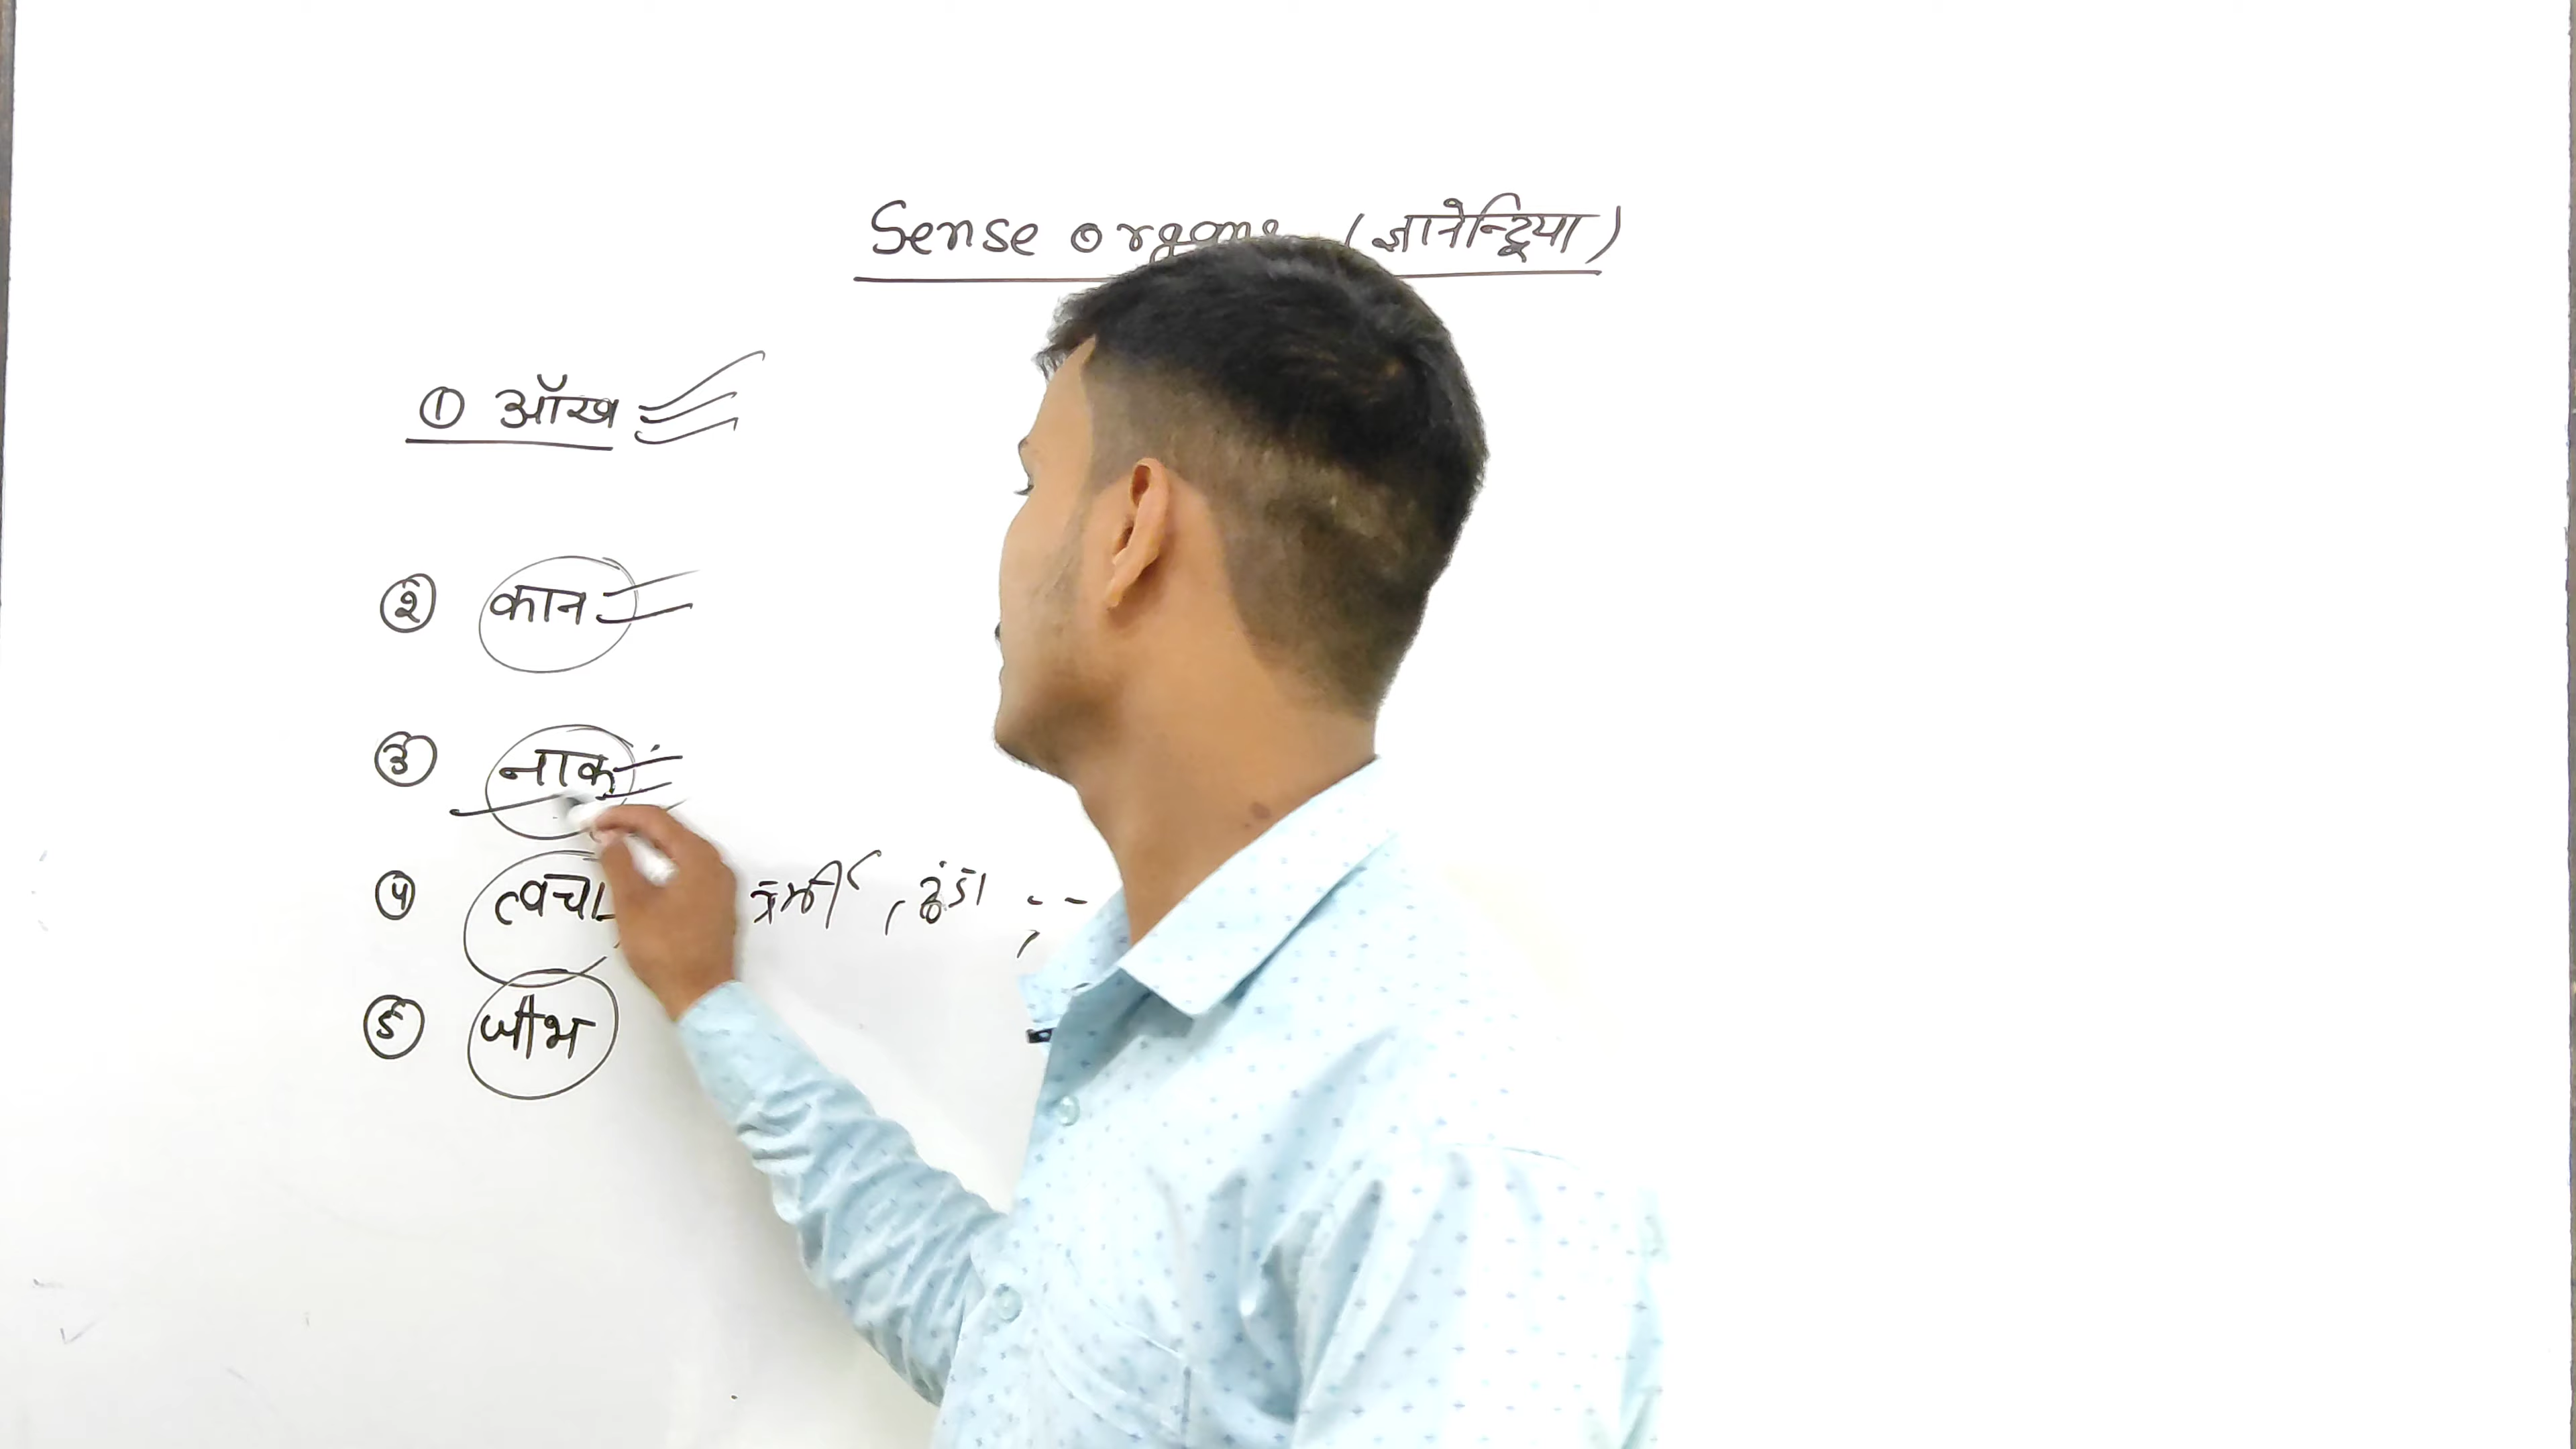 Sense organs (ज्ञानेन्द्रिया)
① आँख
② कान
③ नाक
④ त्वचा गर्मी, ठंडा, --
⑤ जीभ